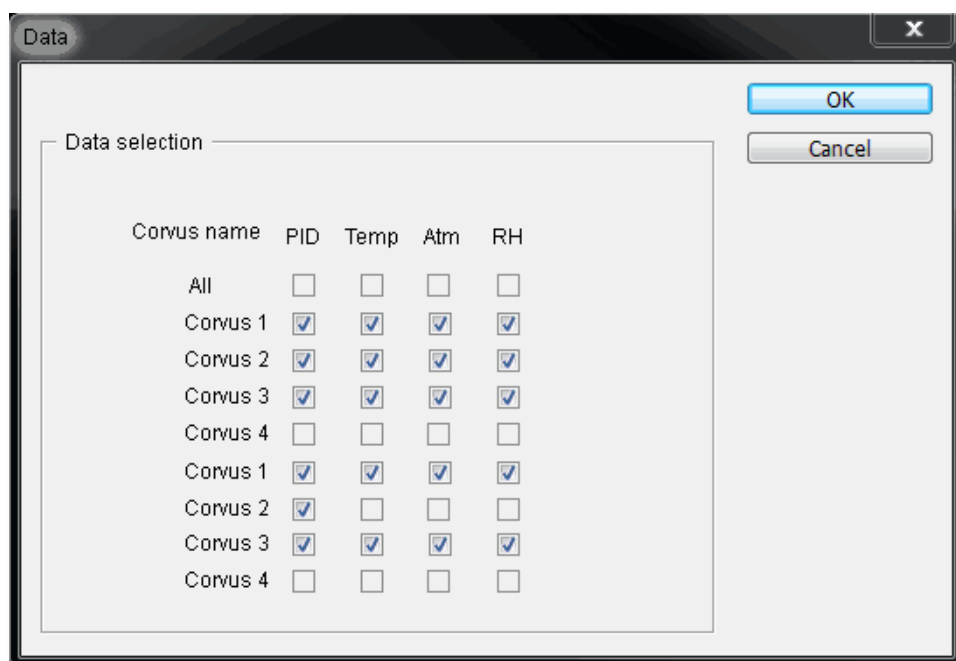 Data
x
OK
Cancel
Data selection
Corvus name PID Temp Atm RH
All
Corvus 1
Corvus 2
Corvus 3
Corvus 4
Corvus 1
Corvus 2
Corvus 3
Corvus 4